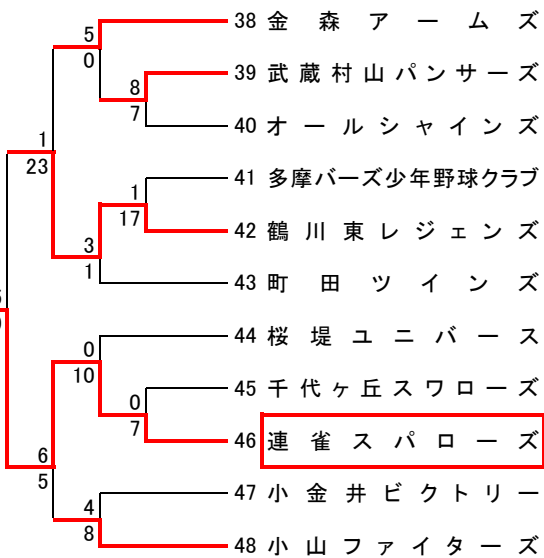 5
38 金森アームズ
0
8
39 武蔵村山パンサーズ
7
40 オールシャインズ
1
23
1
41 多摩バーズ少年野球クラブ
17
42 鶴川東レジェンズ
3
1
43 町田ツインズ
0
44 桜堤ユニバース
10
0
45 千代ヶ丘スワローズ
7
46 連雀スパローズ
6
5
4
47 小金井ビクトリー
8
48 小山ファイターズ